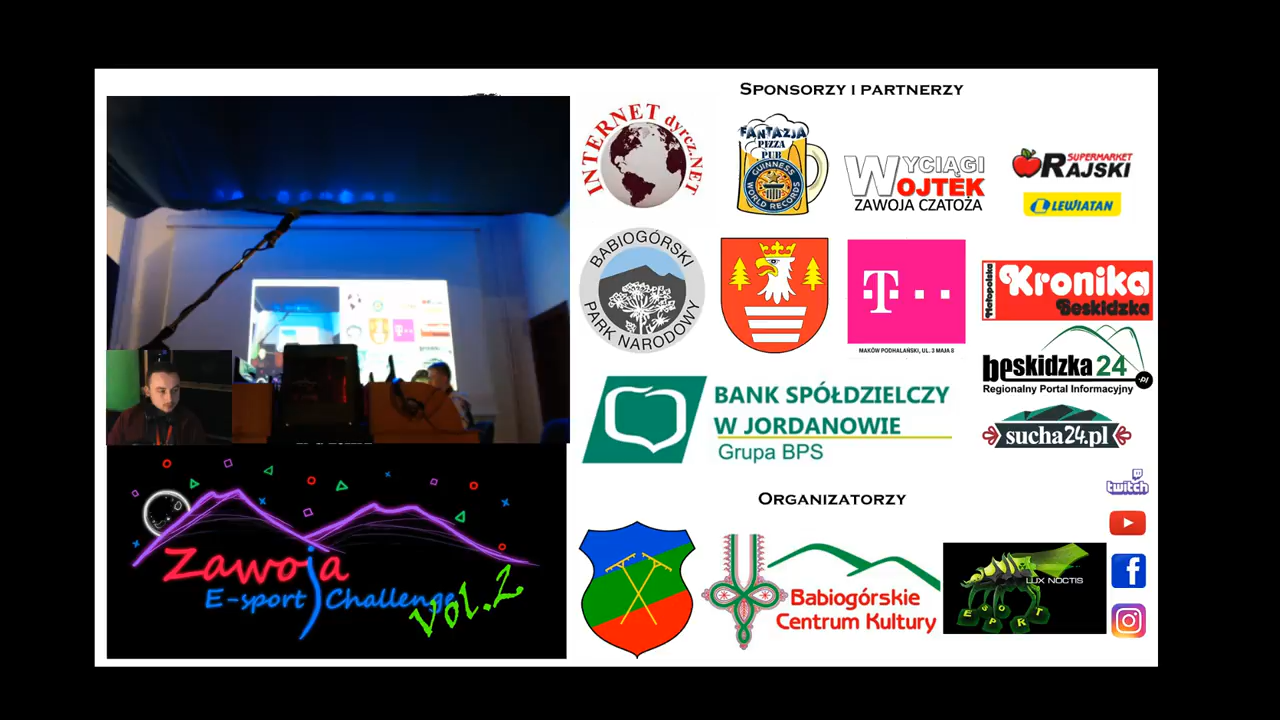 SPONSORZY I PARTNERZY
INTERNET dyrcz.NET
FANTAZJA
PIZZA
PUB
GUINNESS
WORLD RECORDS
WYCIĄGI
WOJTEK
ZAWOJA CZATOŻA
SUPERMARKET
RAJSKI
LEWIATAN
BABIOGÓRSKI
PARK NARODOWY
T
MAKÓW PODHALAŃSKI, UL. 3 MAJA 8
Małopolska
Kronika
Beskidzka
beskidzka24
.pl
Regionalny Portal Informacyjny
BANK SPÓŁDZIELCZY
W JORDANOWIE
Grupa BPS
sucha24.pl
twitch
ORGANIZATORZY
Babiogórskie
Centrum Kultury
LUX NOCTIS
ESPORT
Zawoja
E-sport Challenge
Vol.2